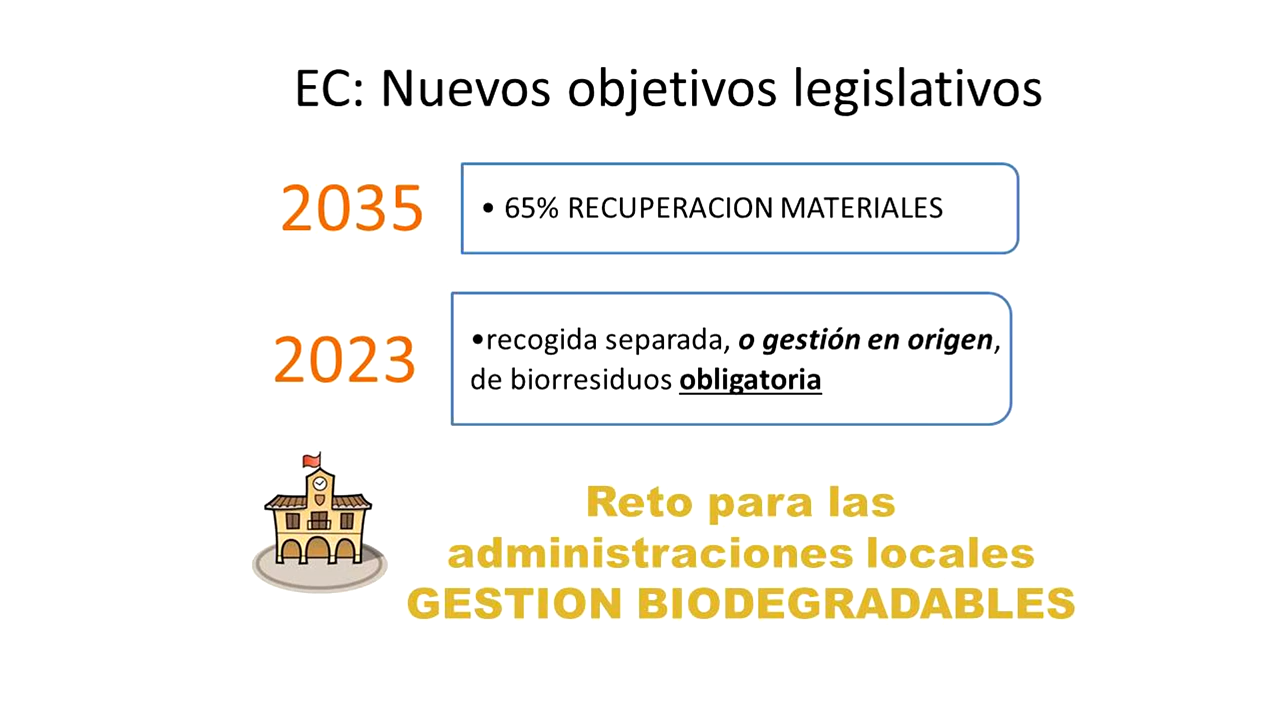 EC: Nuevos objetivos legislativos
2035
• 65% RECUPERACION MATERIALES
2023
•recogida separada, o gestión en origen,
de biorresiduos obligatoria
Reto para las
administraciones locales
GESTION BIODEGRADABLES